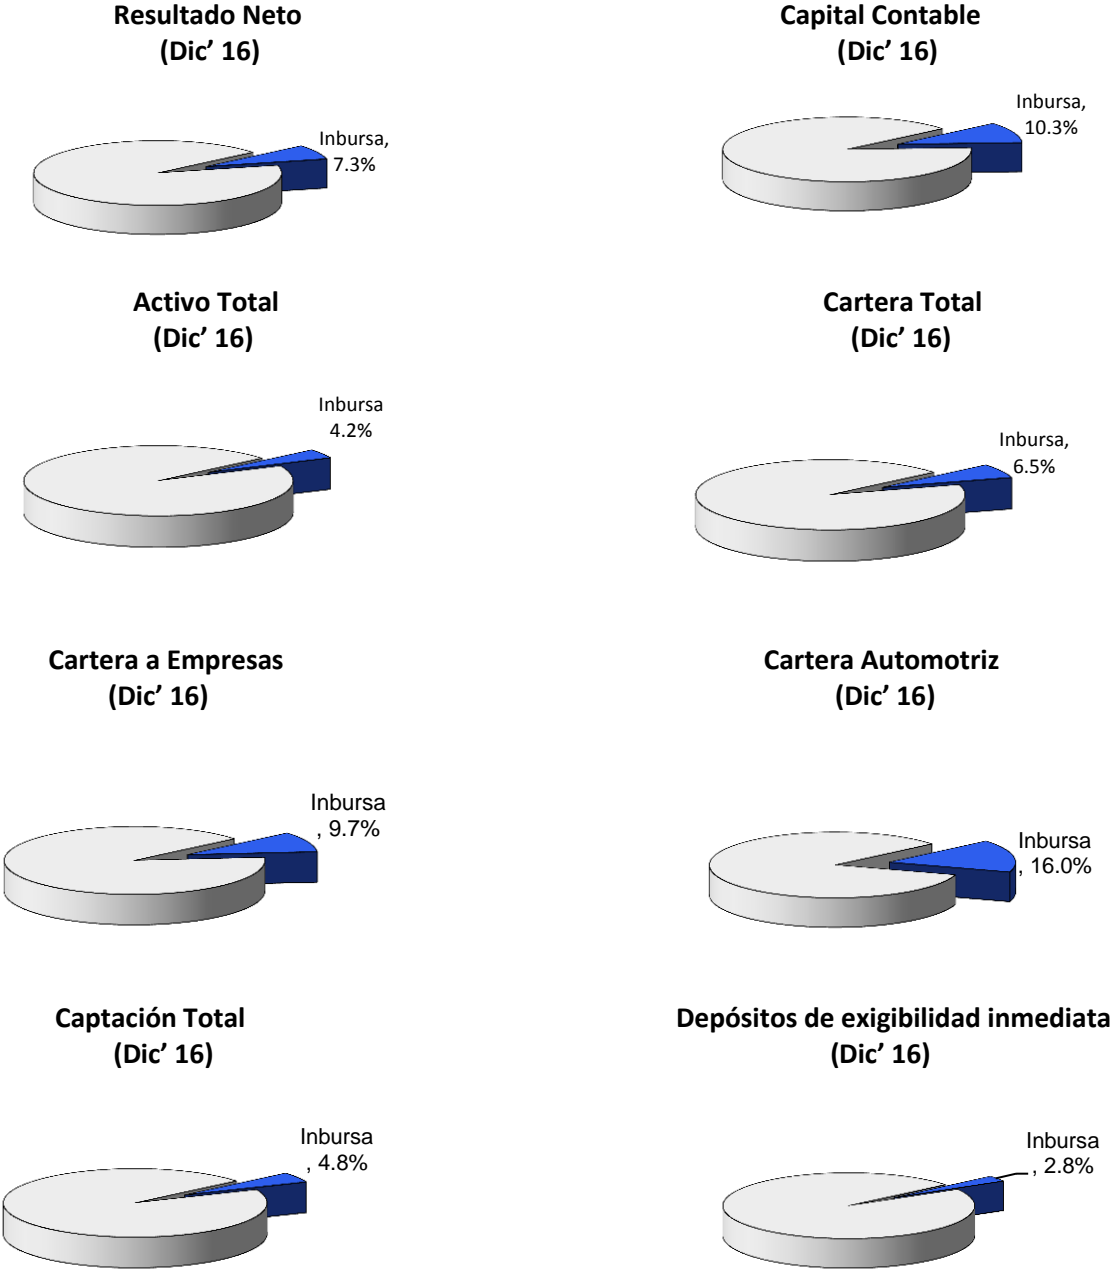 Resultado Neto
(Dic’ 16)
Inbursa,
7.3%
Capital Contable
(Dic’ 16)
Inbursa,
10.3%
Activo Total
(Dic’ 16)
Inbursa
4.2%
Cartera Total
(Dic’ 16)
Inbursa,
6.5%
Cartera a Empresas
(Dic’ 16)
Inbursa
, 9.7%
Cartera Automotriz
(Dic’ 16)
Inbursa
, 16.0%
Captación Total
(Dic’ 16)
Inbursa
, 4.8%
Depósitos de exigibilidad inmediata
(Dic’ 16)
Inbursa
, 2.8%